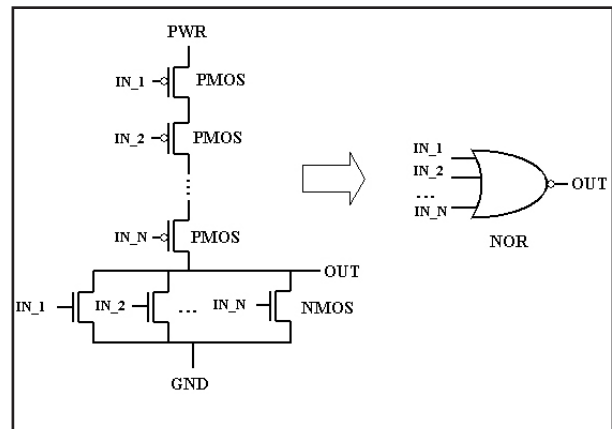 PWR
IN_1
PMOS
IN_2
PMOS
IN_N
PMOS
OUT
IN_1
IN_2
...
IN_N
NMOS
GND
IN_1
IN_2
...
IN_N
OUT
NOR